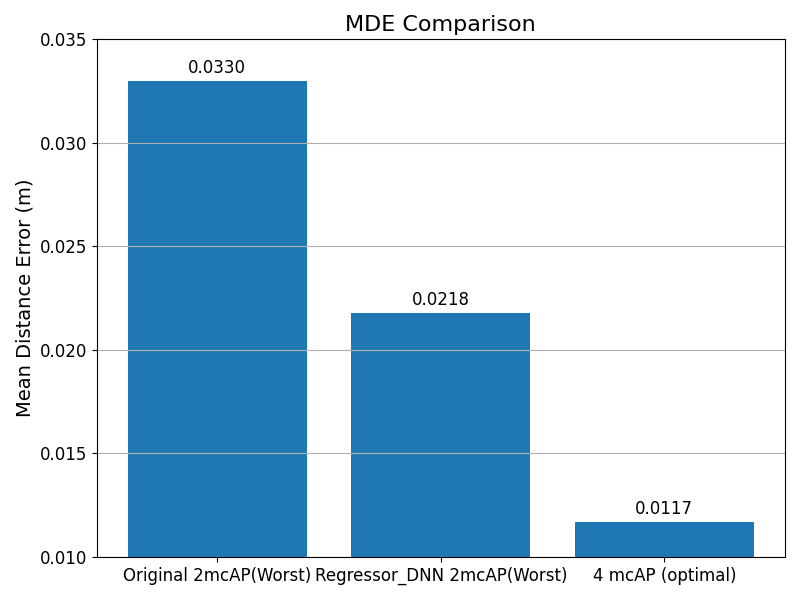 MDE Comparison
0.035
0.0330
0.030
0.025
0.0218
0.020
0.015
0.0117
0.010
Mean Distance Error (m)
Original 2mcAP(Worst)
Regressor_DNN 2mcAP(Worst)
4 mcAP (optimal)